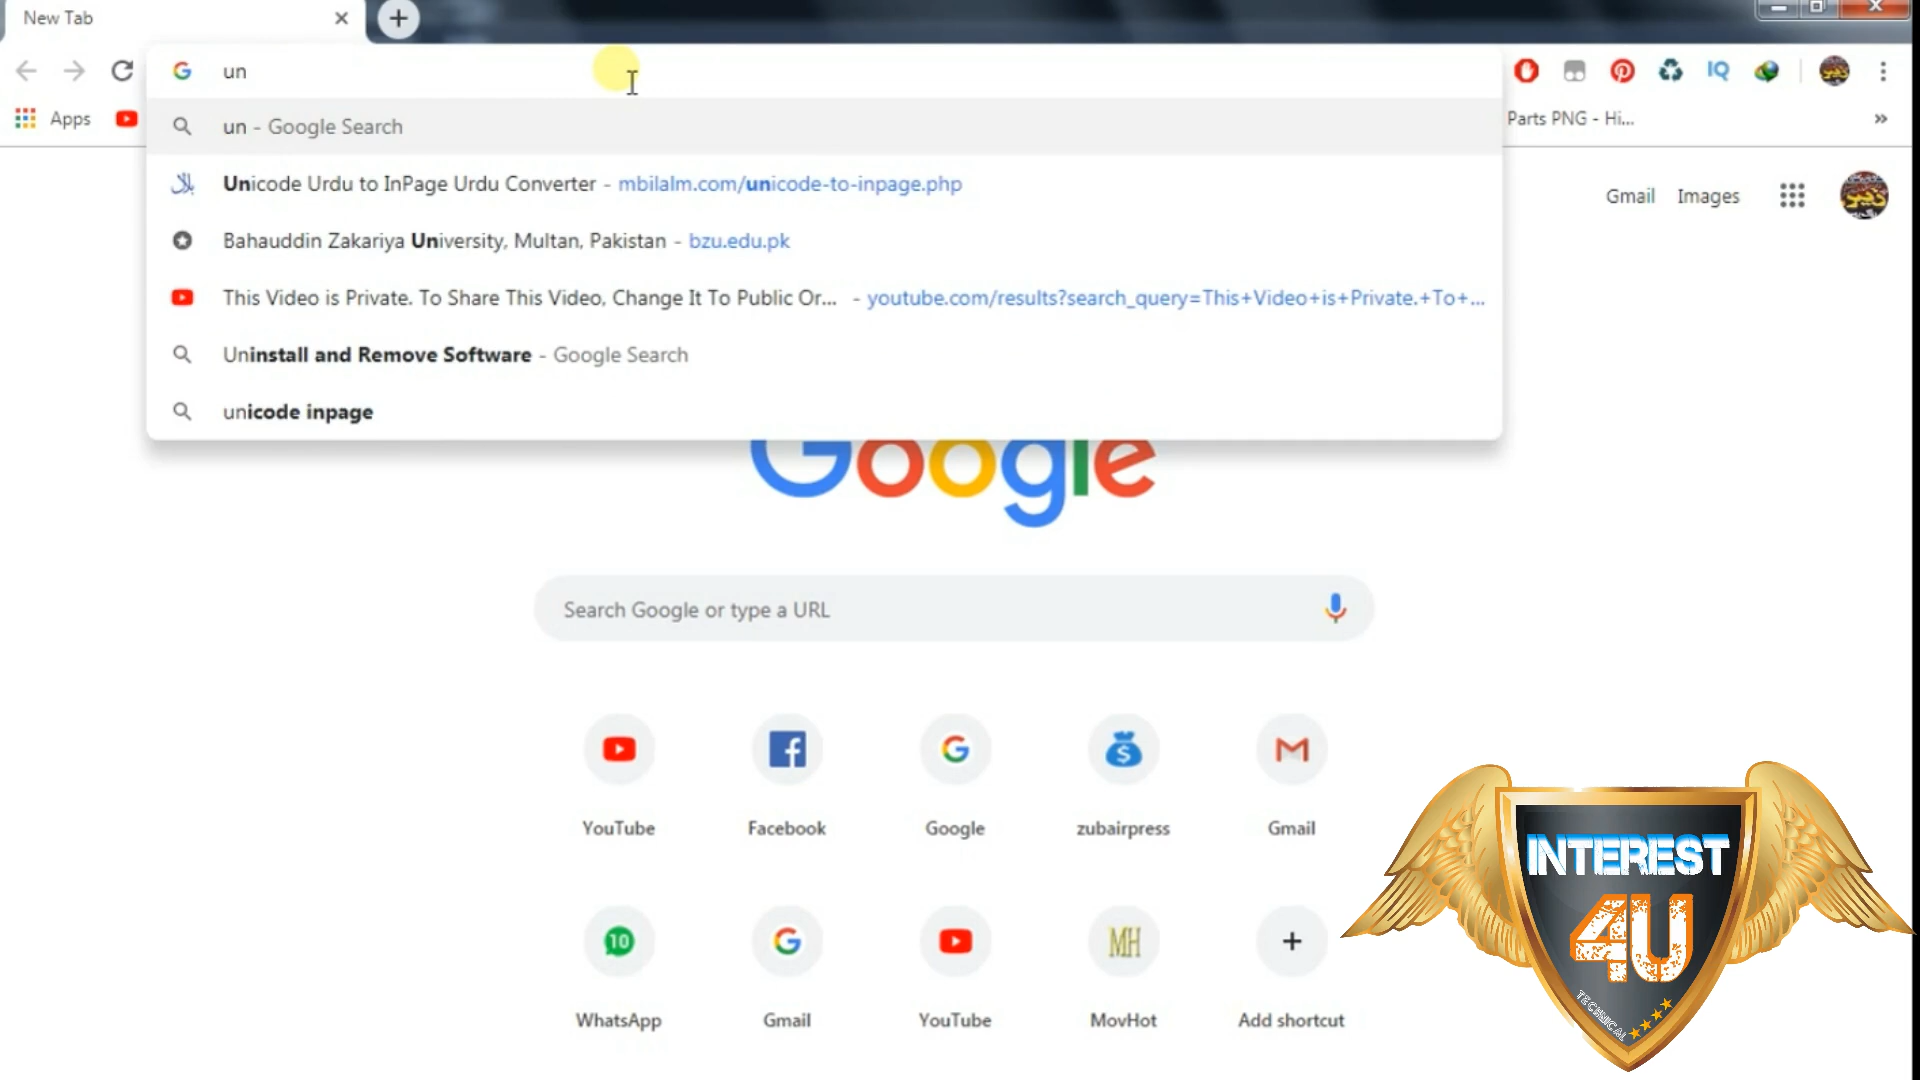 New Tab
un
Apps
Parts PNG - Hi...
un - Google Search
Unicode Urdu to InPage Urdu Converter - mbilalm.com/unicode-to-inpage.php
Bahauddin Zakariya University, Multan, Pakistan - bzu.edu.pk
This Video is Private. To Share This Video, Change It To Public Or... - youtube.com/results?search_query=This+Video+is+Private.+To+...
Uninstall and Remove Software - Google Search
unicode inpage
Gmail Images
Google
Search Google or type a URL
YouTube Facebook Google zubairpress Gmail
10 MH
WhatsApp Gmail YouTube MovHot Add shortcut
INTEREST
4U
TECHNICAL
IQ